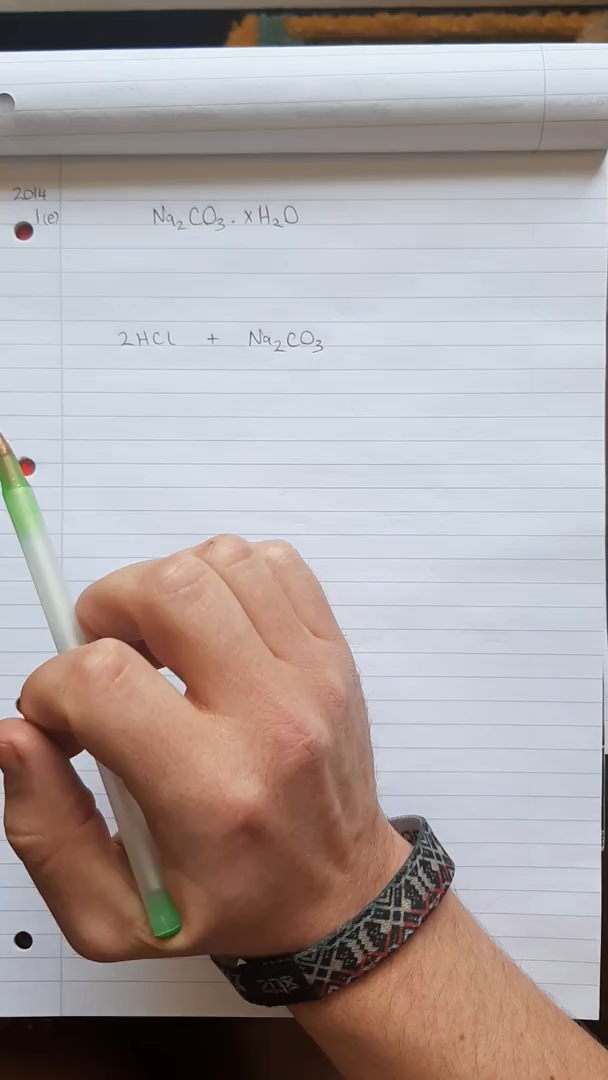 2014
1(e) Na₂CO₃ . xH₂O
2HCl + Na₂CO₃